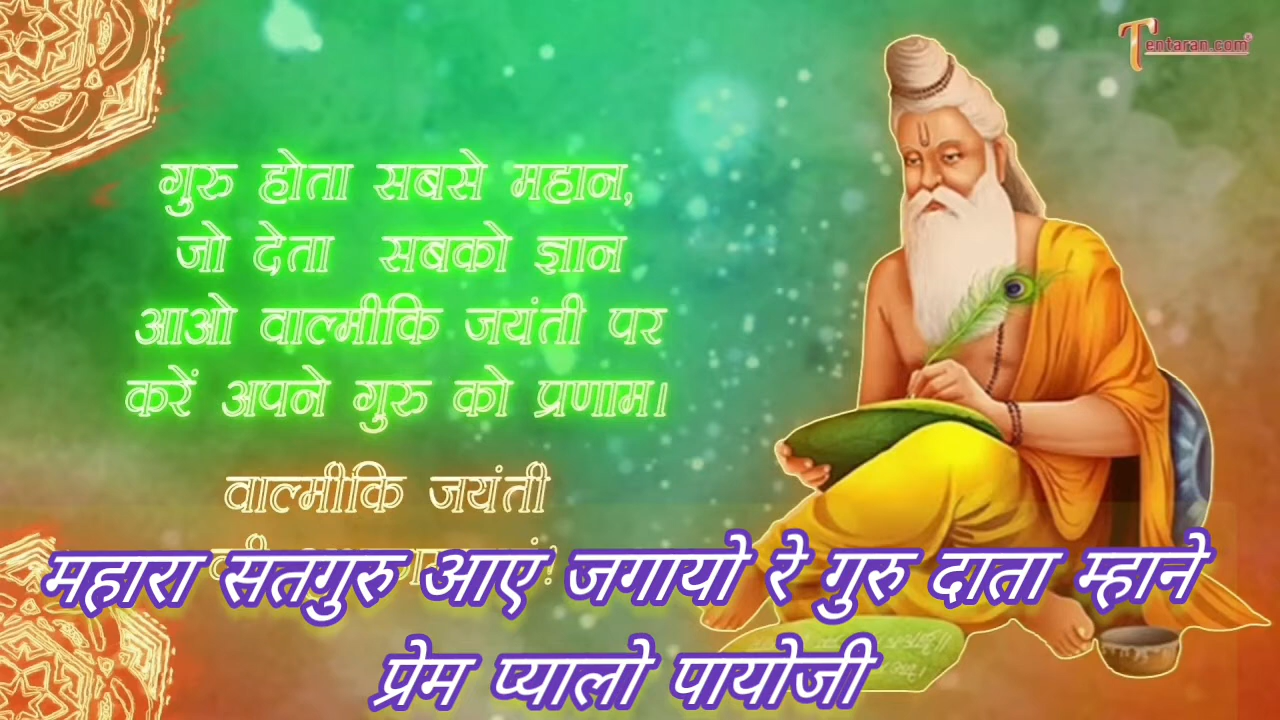 Tentaran.com
गुरु होता सबसे महान,
जो देता सबको ज्ञान
आओ वाल्मीकि जयंती पर
करें अपने गुरु को प्रणाम।
वाल्मीकि जयंती
महारा सतगुरु आए जगायो रे गुरु दाता म्हाने
प्रेम प्यालो पायोजी